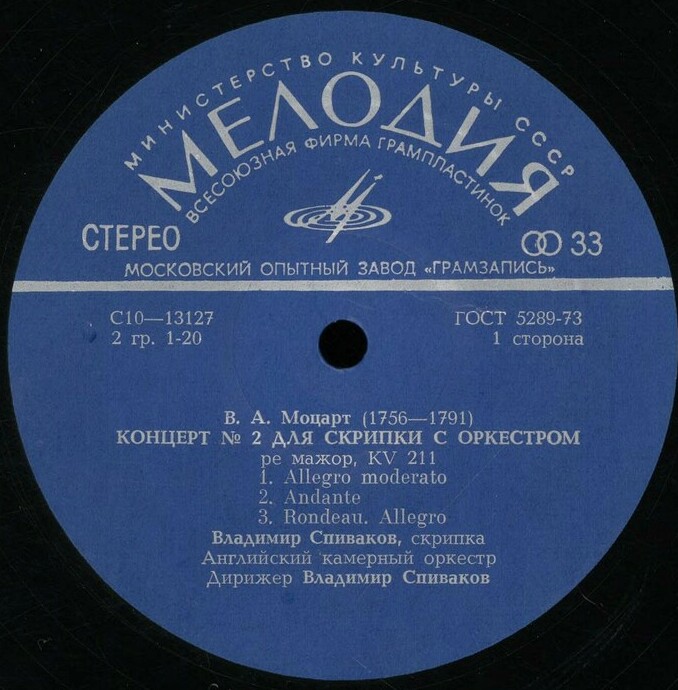 МИНИСТЕРСТВО КУЛЬТУРЫ СССР
МЕЛОДИЯ
ВСЕСОЮЗНАЯ ФИРМА ГРАМПЛАСТИНОК
СТЕРЕО
33
МОСКОВСКИЙ ОПЫТНЫЙ ЗАВОД «ГРАМЗАПИСЬ»
С10—13127
ГОСТ 5289-73
2 гр. 1-20
1 сторона
В. А. Моцарт (1756—1791)
КОНЦЕРТ № 2 ДЛЯ СКРИПКИ С ОРКЕСТРОМ
ре мажор, KV 211
1. Allegro moderato
2. Andante
3. Rondeau. Allegro
Владимир Спиваков, скрипка
Английский камерный оркестр
Дирижер Владимир Спиваков